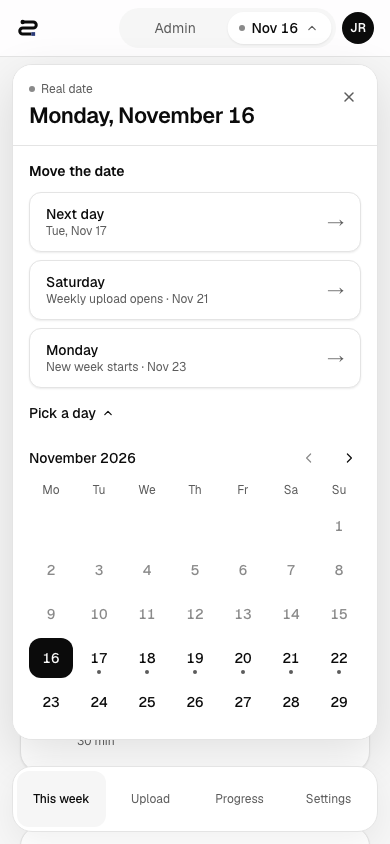 Admin
Nov 16
JR
Real date
Monday, November 16
Move the date
Next day
Tue, Nov 17
Saturday
Weekly upload opens · Nov 21
Monday
New week starts · Nov 23
Pick a day
November 2026
Mo Tu We Th Fr Sa Su
1
2 3 4 5 6 7 8
9 10 11 12 13 14 15
16 17 18 19 20 21 22
23 24 25 26 27 28 29
30 min
This week Upload Progress Settings